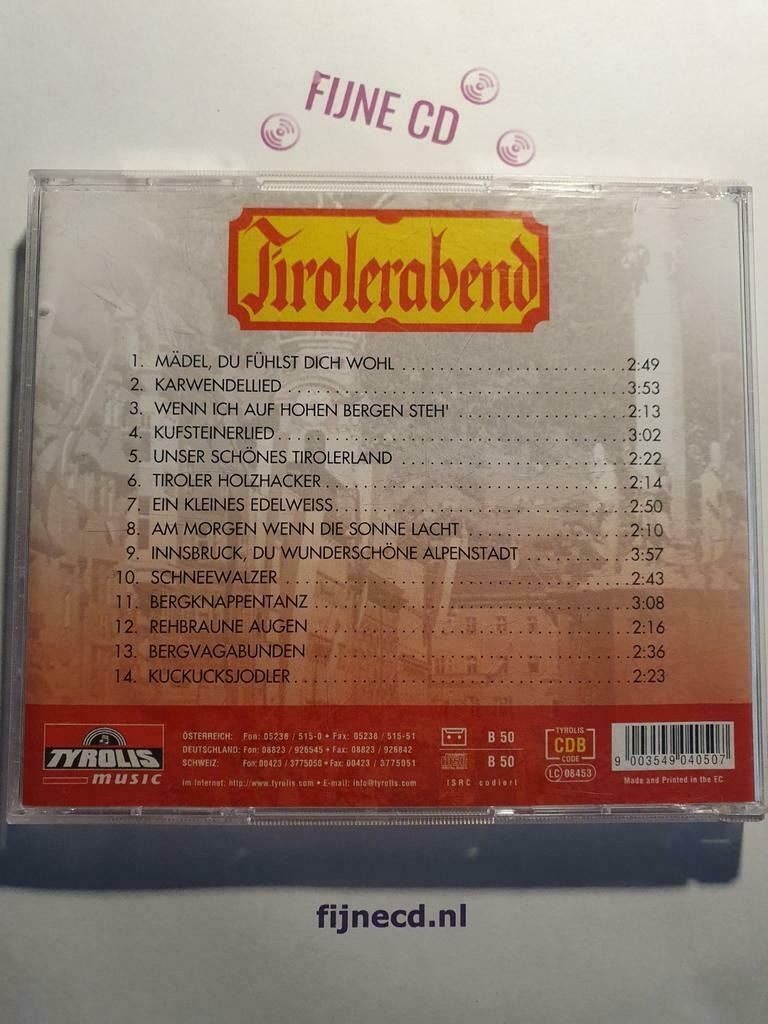 FIJNE CD
Tirolerabend
1. MÄDEL, DU FÜHLST DICH WOHL 2:49
2. KARWENDELLIED 3:53
3. WENN ICH AUF HOHEN BERGEN STEH' 2:13
4. KUFSTEINERLIED 3:02
5. UNSER SCHÖNES TIROLERLAND 2:22
6. TIROLER HOLZHACKER 2:14
7. EIN KLEINES EDELWEISS 2:50
8. AM MORGEN WENN DIE SONNE LACHT 2:10
9. INNSBRUCK, DU WUNDERSCHÖNE ALPENSTADT 3:57
10. SCHNEEWALZER 2:43
11. BERGKNAPPENTANZ 3:08
12. REHBRAUNE AUGEN 2:16
13. BERGVAGABUNDEN 2:36
14. KUCKUCKSJODLER 2:23
TYROLIS
music
ÖSTERREICH: Fon: 05238 / 515-0 • Fax: 05238 / 515-51
DEUTSCHLAND: Fon: 08823 / 926545 • Fax: 08823 / 926842
SCHWEIZ: Fon: 00423 / 3775050 • Fax: 00423 / 3775051
im Internet: http://www.tyrolis.com • E-mail: info@tyrolis.com
B 50
B 50
ISRC codiert
TYROLIS
CDB
CODE
LC 08453
9 003549 040507
Made and Printed in the EC.
fijnecd.nl